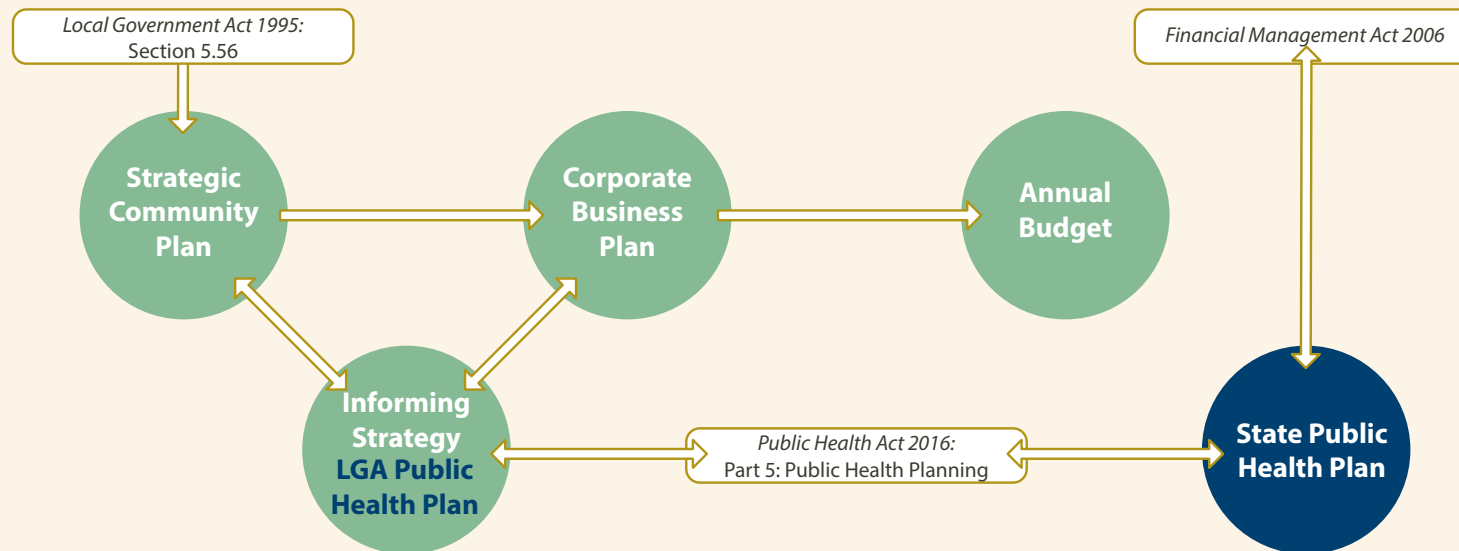 Local Government Act 1995:
Section 5.56
Financial Management Act 2006
Strategic
Community
Plan
Corporate
Business
Plan
Annual
Budget
Informing
Strategy
LGA Public
Health Plan
Public Health Act 2016:
Part 5: Public Health Planning
State Public
Health Plan